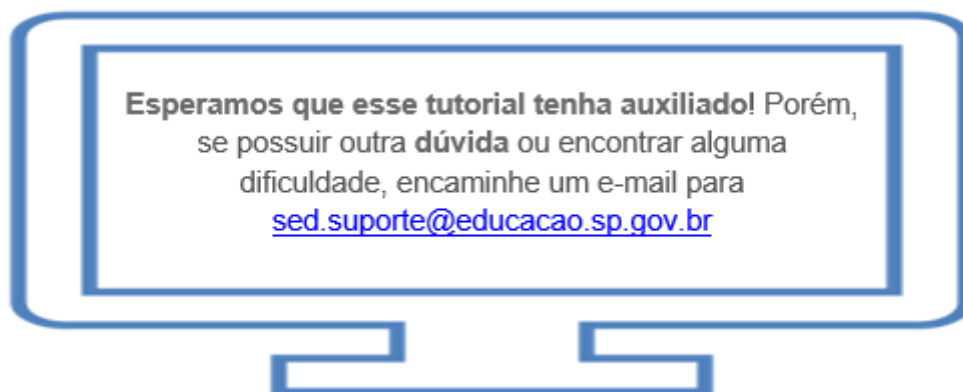 Esperamos que esse tutorial tenha auxiliado! Porém,
se possuir outra dúvida ou encontrar alguma
dificuldade, encaminhe um e-mail para
sed.suporte@educacao.sp.gov.br